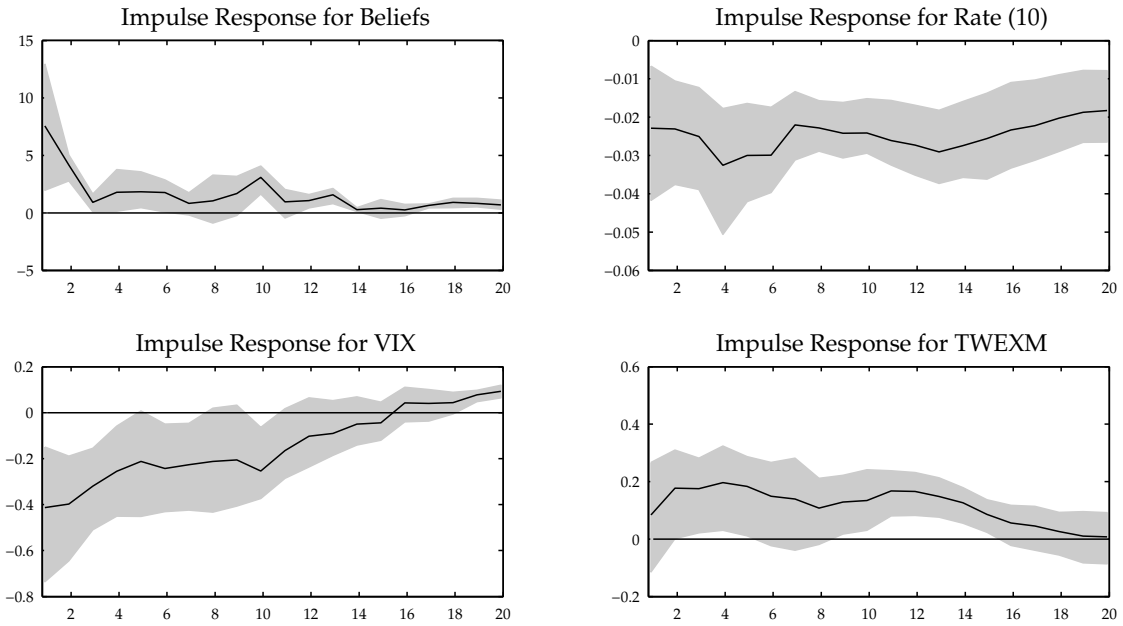 Impulse Response for Beliefs
15
10
5
0
−5
2 4 6 8 10 12 14 16 18 20
Impulse Response for Rate (10)
0
−0.01
−0.02
−0.03
−0.04
−0.05
−0.06
2 4 6 8 10 12 14 16 18 20
Impulse Response for VIX
0.2
0
−0.2
−0.4
−0.6
−0.8
2 4 6 8 10 12 14 16 18 20
Impulse Response for TWEXM
0.6
0.4
0.2
0
−0.2
2 4 6 8 10 12 14 16 18 20